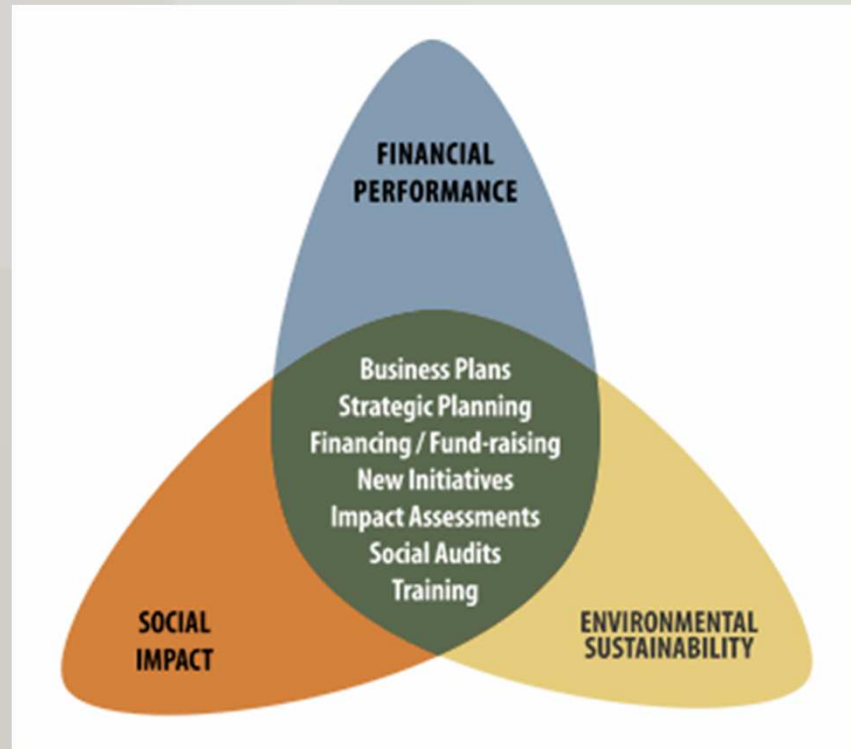 FINANCIAL
PERFORMANCE
Business Plans
Strategic Planning
Financing / Fund-raising
New Initiatives
Impact Assessments
Social Audits
Training
SOCIAL
IMPACT
ENVIRONMENTAL
SUSTAINABILITY